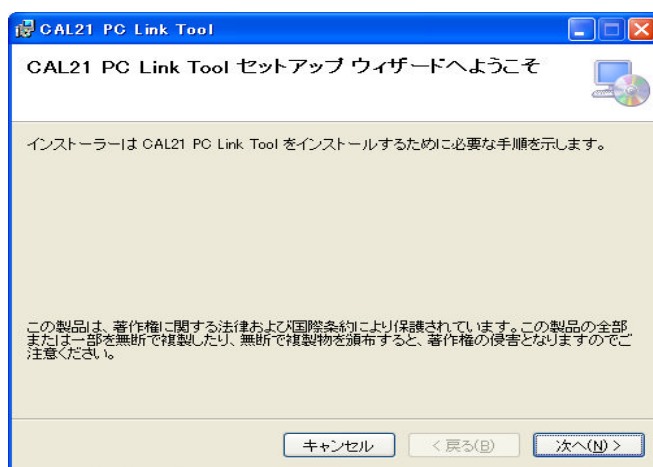 CAL21 PC Link Tool
CAL21 PC Link Tool セットアップ ウィザードへようこそ
インストーラーは CAL21 PC Link Tool をインストールするために必要な手順を示します。
この製品は、著作権に関する法律および国際条約により保護されています。この製品の全部
または一部を無断で複製したり、無断で複製物を頒布すると、著作権の侵害となりますのでご
注意ください。
キャンセル < 戻る(B) 次へ(N) >